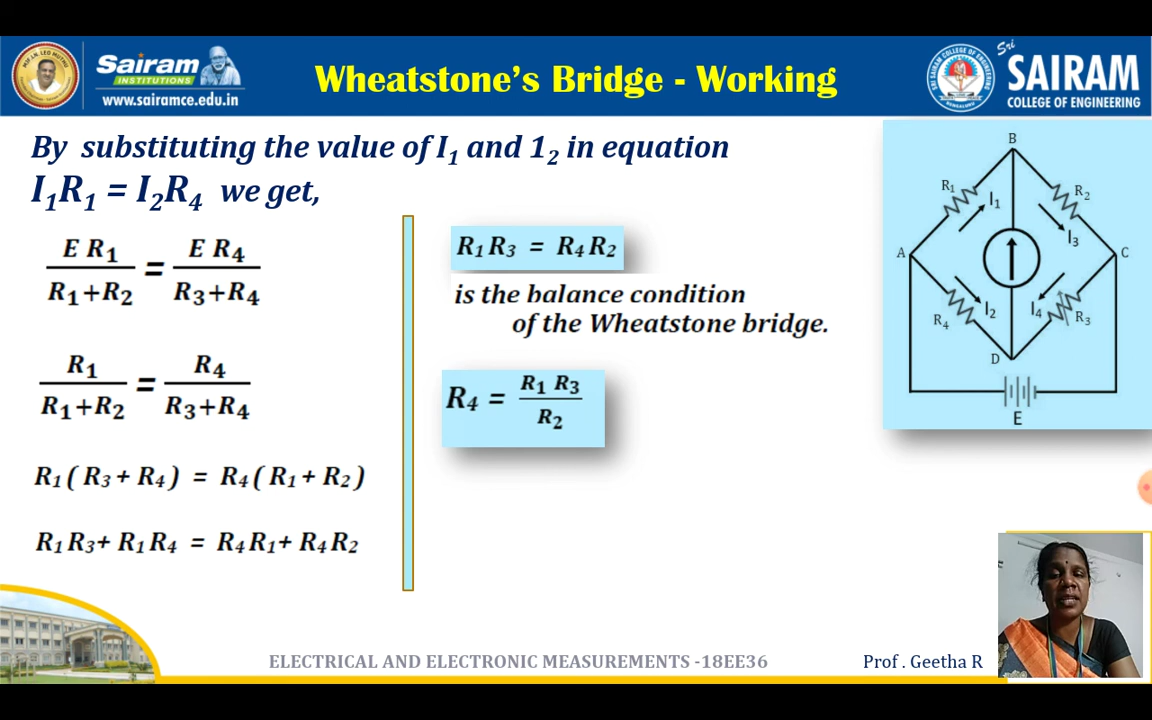 Sairam
INSTITUTIONS
www.sairamce.edu.in
Wheatstone's Bridge - Working
Sri
SAIRAM
COLLEGE OF ENGINEERING
By substituting the value of I₁ and 1₂ in equation
I₁R₁ = I₂R₄ we get,
E R₁ / R₁+R₂ = E R₄ / R₃+R₄
R₁ / R₁+R₂ = R₄ / R₃+R₄
R₁ ( R₃ + R₄ ) = R₄ ( R₁ + R₂ )
R₁ R₃+ R₁ R₄ = R₄ R₁+ R₄ R₂
R₁ R₃ = R₄ R₂
is the balance condition
of the Wheatstone bridge.
R₄ = R₁ R₃ / R₂
B
R₁
R₂
I₁
I₃
A
C
I₂
I₄
R₄
R₃
D
E
ELECTRICAL AND ELECTRONIC MEASUREMENTS -18EE36
Prof . Geetha R